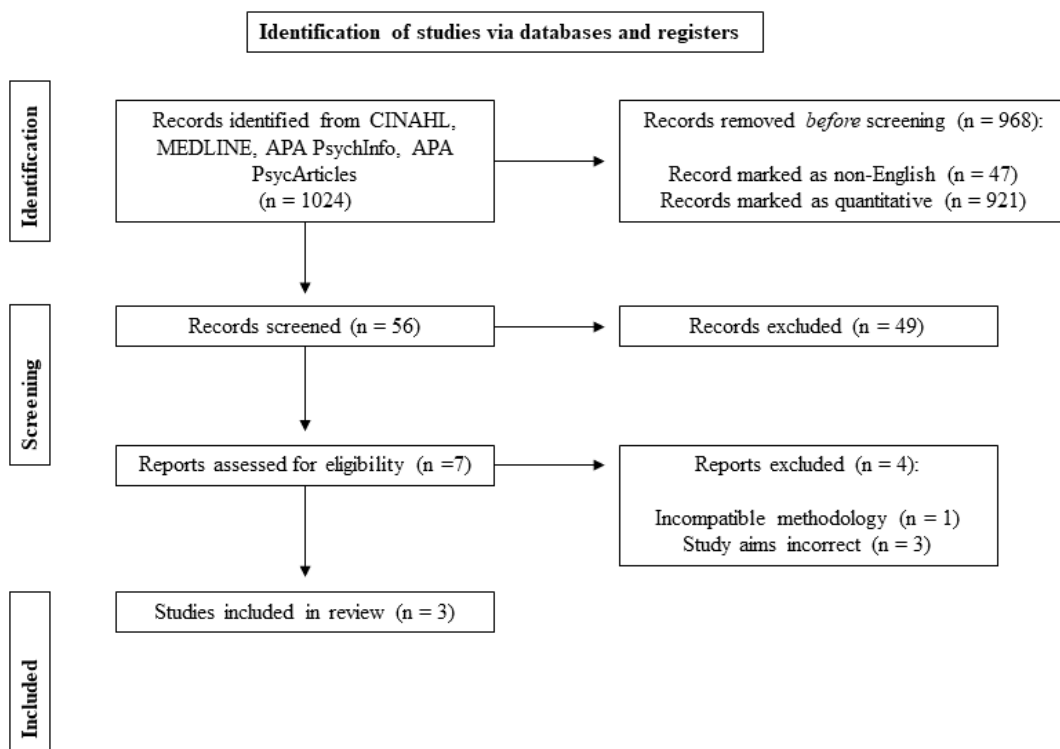 Identification of studies via databases and registers
Identification
Records identified from CINAHL,
MEDLINE, APA PsychInfo, APA
PsycArticles
(n = 1024)
Records removed before screening (n = 968):
Record marked as non-English (n = 47)
Records marked as quantitative (n = 921)
Screening
Records screened (n = 56)
Records excluded (n = 49)
Reports assessed for eligibility (n =7)
Reports excluded (n = 4):
Incompatible methodology (n = 1)
Study aims incorrect (n = 3)
Included
Studies included in review (n = 3)